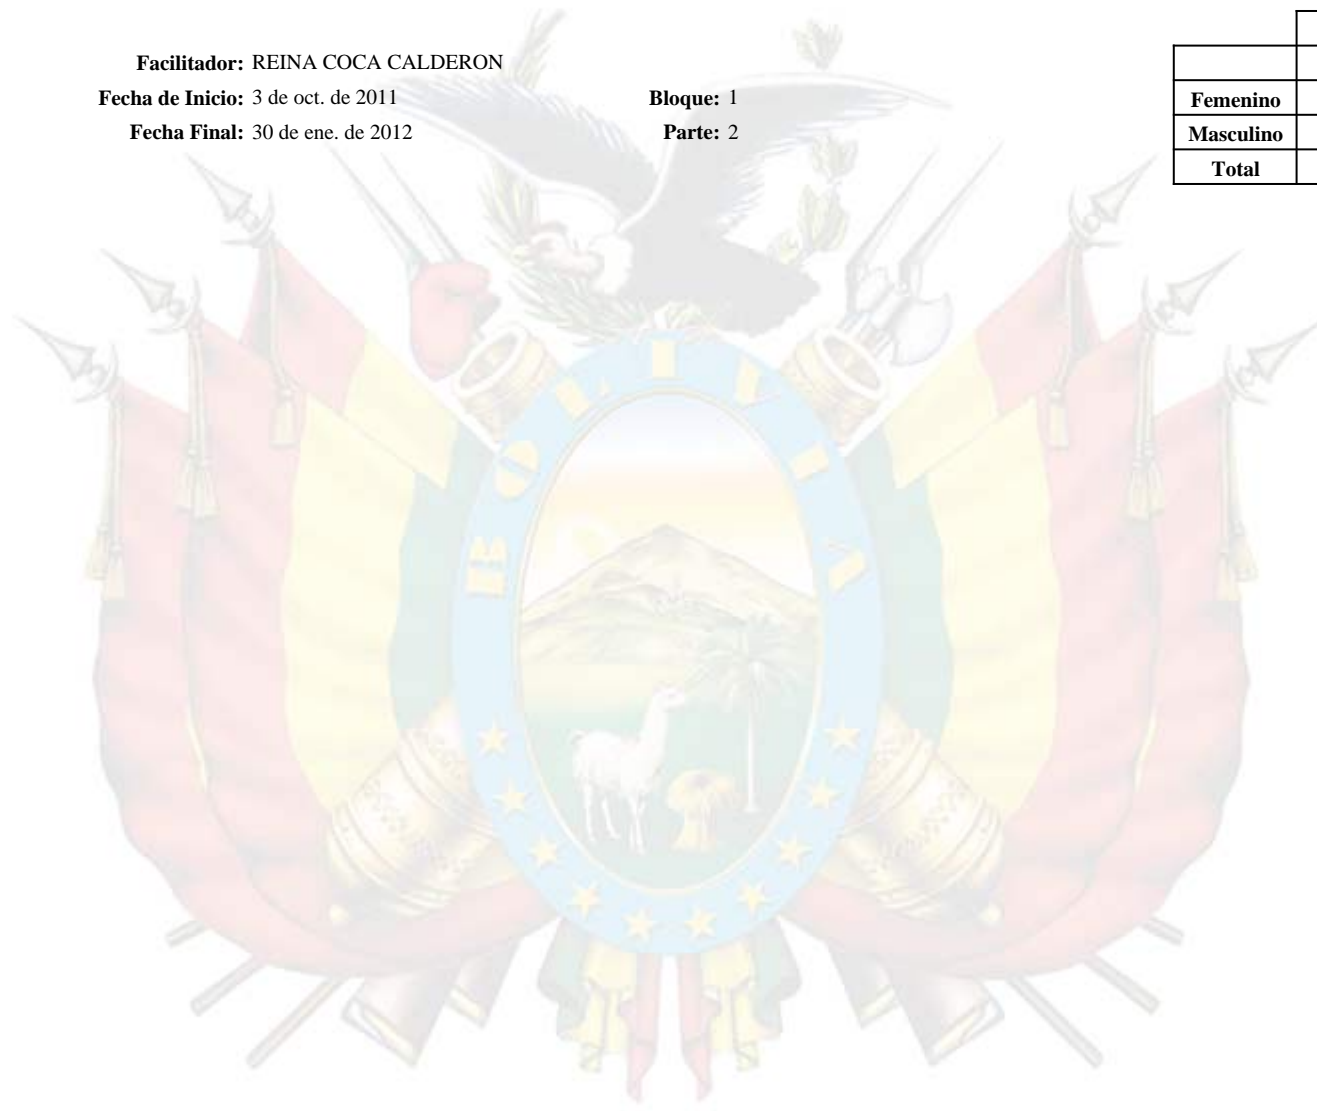 Facilitador: REINA COCA CALDERON
Fecha de Inicio: 3 de oct. de 2011 Bloque: 1
Fecha Final: 30 de ene. de 2012 Parte: 2
Femenino
Masculino
Total
BOLIVIA